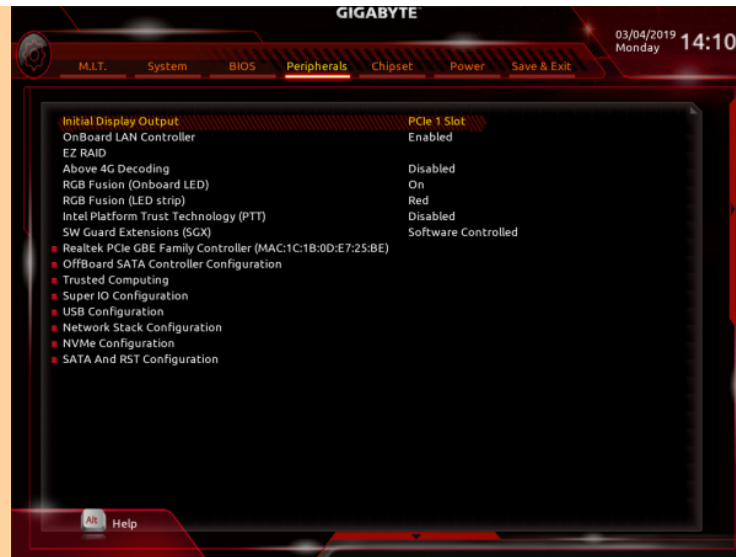 GIGABYTE
03/04/2019 14:10
Monday
M.I.T. System BIOS Peripherals Chipset Power Save & Exit
Initial Display Output PCIe 1 Slot
OnBoard LAN Controller Enabled
EZ RAID
Above 4G Decoding Disabled
RGB Fusion (Onboard LED) On
RGB Fusion (LED strip) Red
Intel Platform Trust Technology (PTT) Disabled
SW Guard Extensions (SGX) Software Controlled
Realtek PCIe GBE Family Controller (MAC:1C:1B:0D:E7:25:BE)
OffBoard SATA Controller Configuration
Trusted Computing
Super IO Configuration
USB Configuration
Network Stack Configuration
NVMe Configuration
SATA And RST Configuration
Alt Help